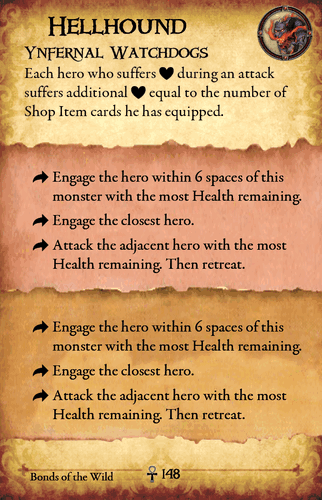 Hellhound
Ynfernal Watchdogs
Each hero who suffers ♥ during an attack
suffers additional ♥ equal to the number of
Shop Item cards he has equipped.
Engage the hero within 6 spaces of this
monster with the most Health remaining.
Engage the closest hero.
Attack the adjacent hero with the most
Health remaining. Then retreat.
Engage the hero within 6 spaces of this
monster with the most Health remaining.
Engage the closest hero.
Attack the adjacent hero with the most
Health remaining. Then retreat.
Bonds of the Wild ☥ 148